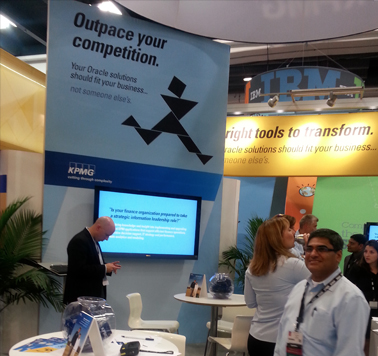 Outpace your
competition.
Your Oracle solutions
should fit your business...
not someone else's.
KPMG
cutting through complexity
IBM
IBM
right tools to transform.
Oracle solutions should fit your business...
someone else's.
"Is your finance organization prepared to take
a strategic information leadership role?"